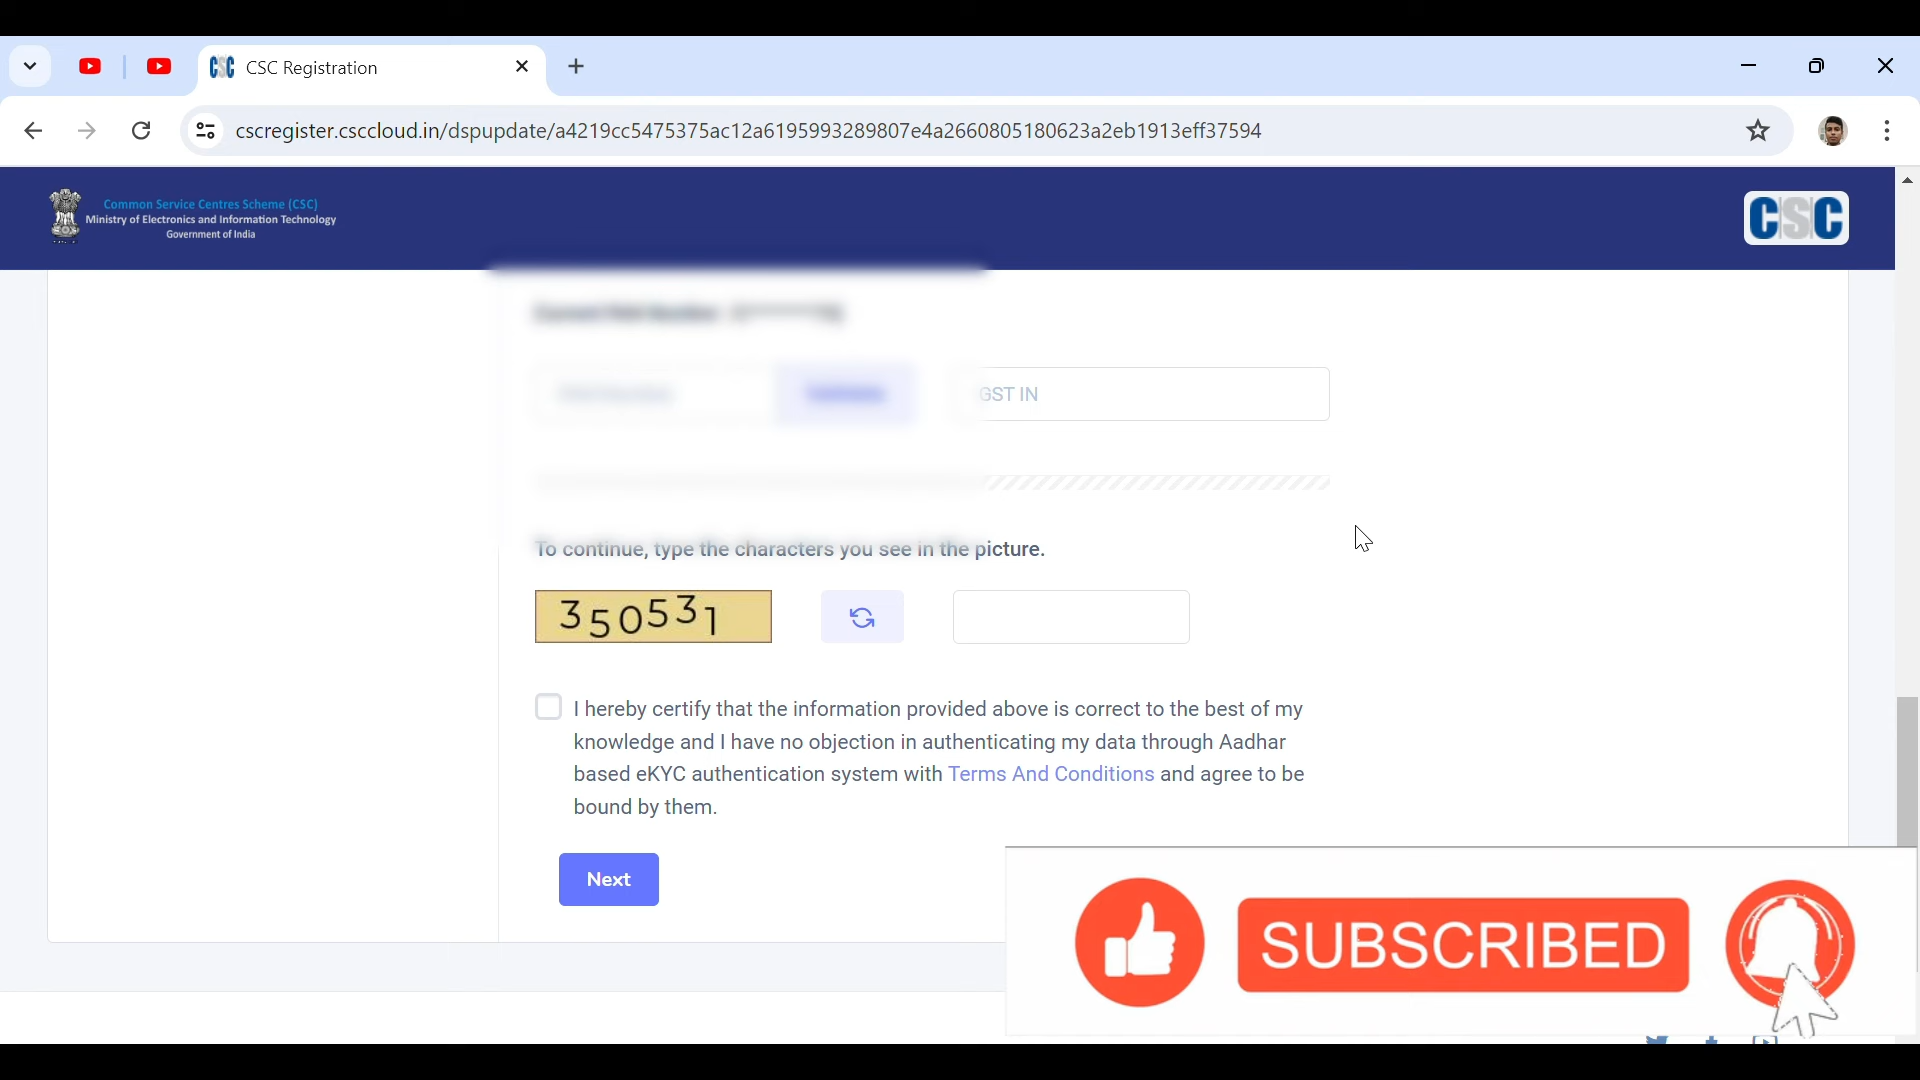 CSC Registration
cscregister.csccloud.in/dspupdate/a4219cc5475375ac12a6195993289807e4a2660805180623a2eb1913eff37594
Common Service Centres Scheme (CSC)
Ministry of Electronics and Information Technology
Government of India
CSC
GST IN
To continue, type the characters you see in the picture.
350531
I hereby certify that the information provided above is correct to the best of my
knowledge and I have no objection in authenticating my data through Aadhar
based eKYC authentication system with Terms And Conditions and agree to be
bound by them.
Next
SUBSCRIBED